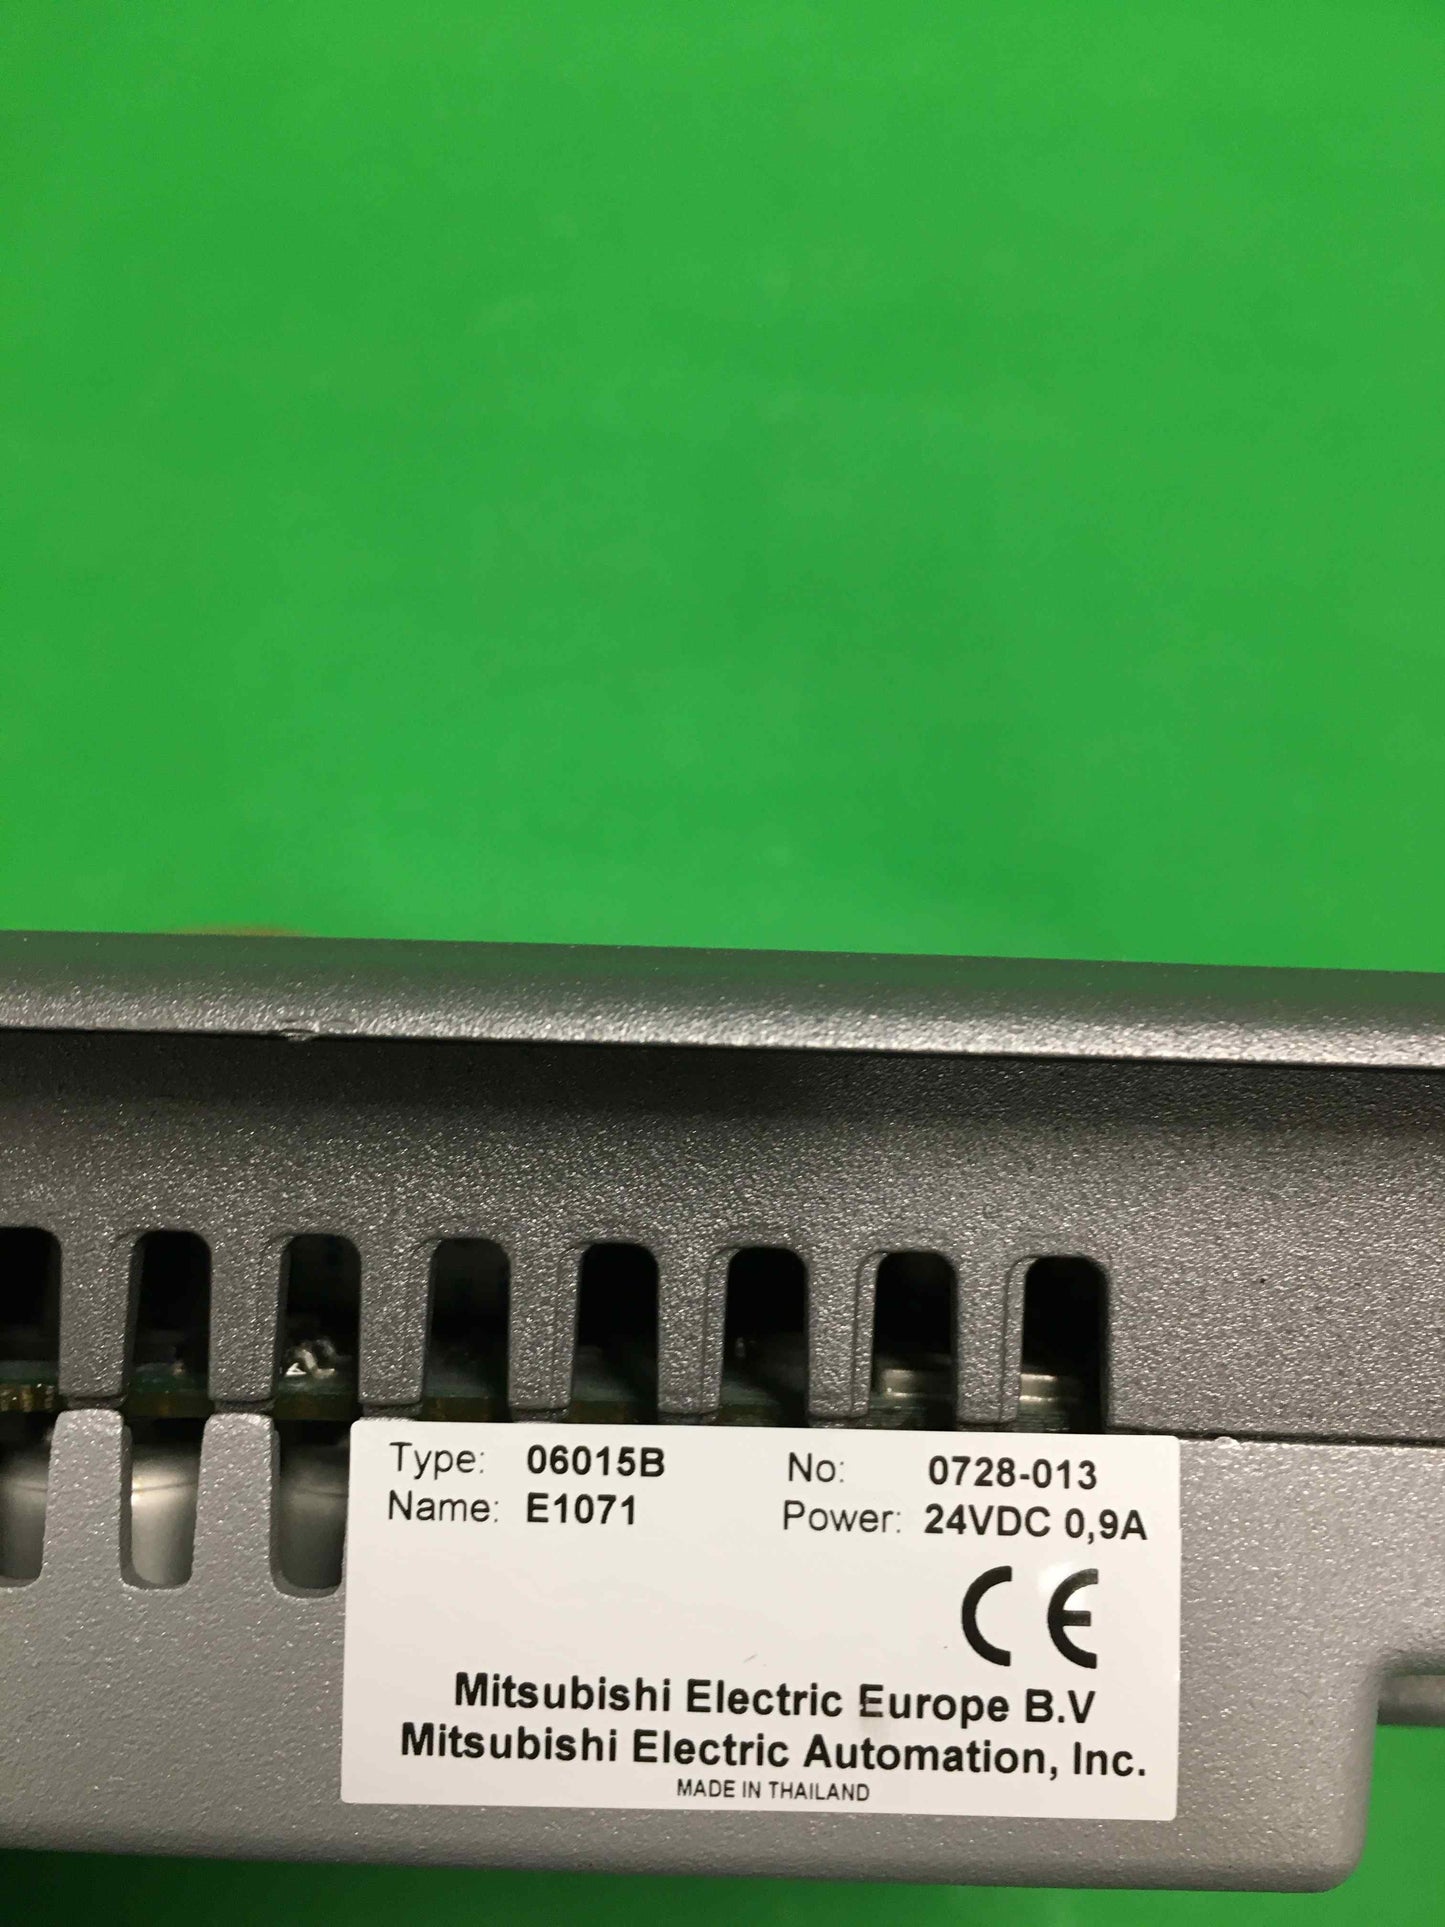 Type: 06015B No: 0728-013
Name: E1071 Power: 24VDC 0,9A
CE
Mitsubishi Electric Europe B.V
Mitsubishi Electric Automation, Inc.
MADE IN THAILAND